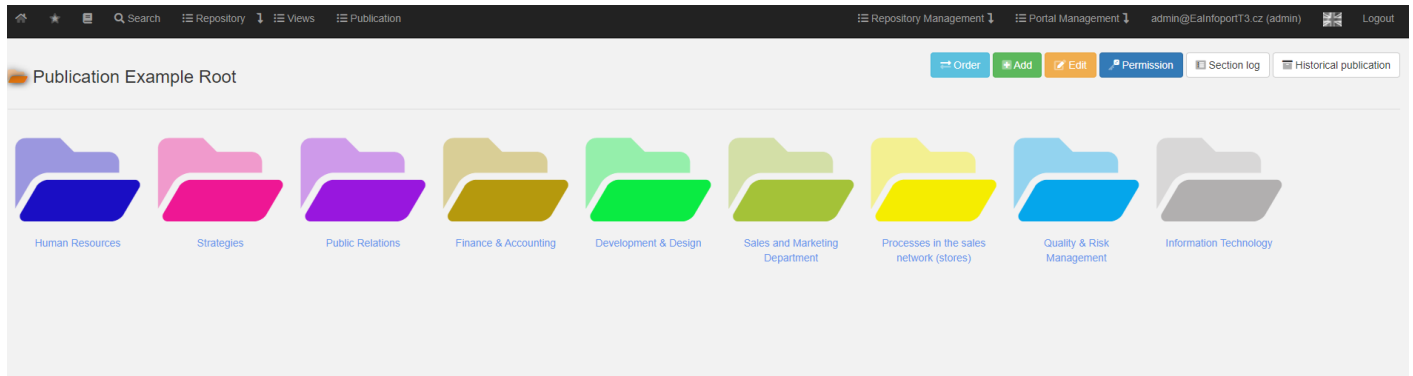 Search Repository Views Publication Repository Management Portal Management admin@EaInfoportT3.cz (admin) Logout
Publication Example Root
Order Add Edit Permission Section log Historical publication
Human Resources
Strategies
Public Relations
Finance & Accounting
Development & Design
Sales and Marketing
Department
Processes in the sales
network (stores)
Quality & Risk
Management
Information Technology